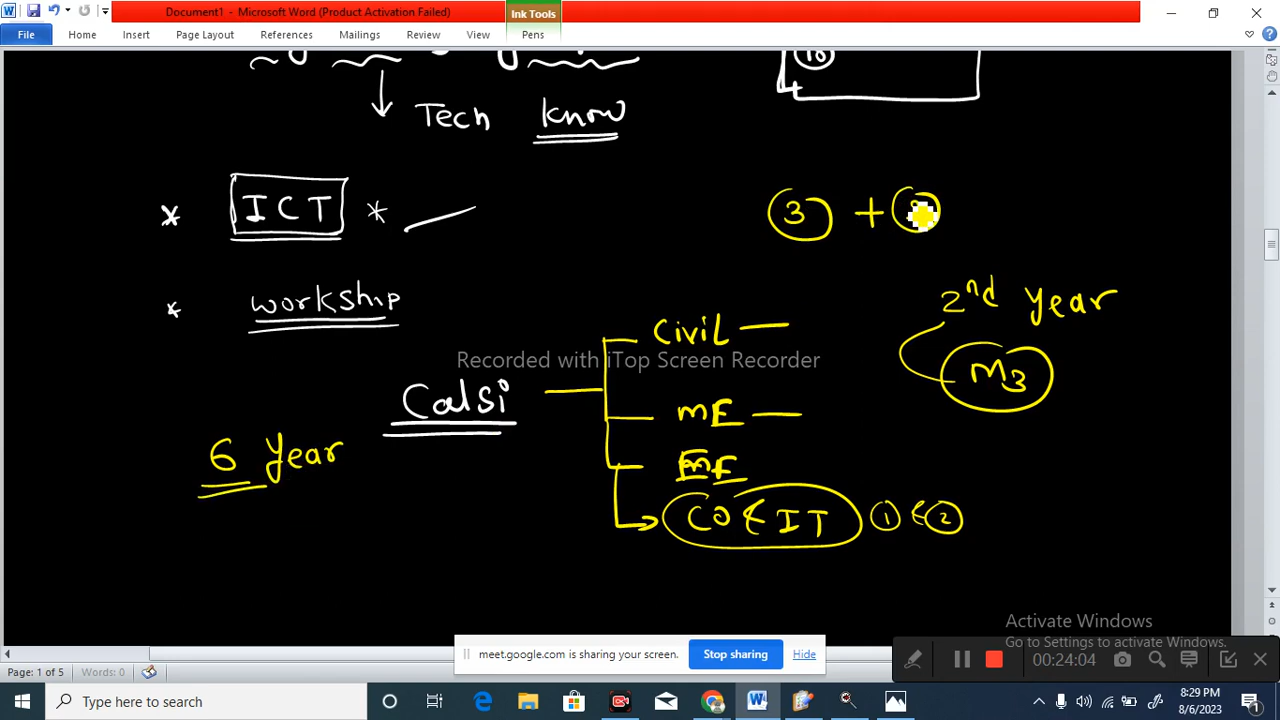 Document1 - Microsoft Word (Product Activation Failed)
Ink Tools
File Home Insert Page Layout References Mailings Review View Pens
10
Tech know
* ICT *
3 +
* workship
2nd year
Civil
Recorded with iTop Screen Recorder
M3
Calsi
ME
6 Year
CO & IT 1 & 2
Activate Windows
Go to Settings to activate Windows.
meet.google.com is sharing your screen. Stop sharing Hide
00:24:04
Page: 1 of 5 Words: 0
Type here to search
8:29 PM
8/6/2023